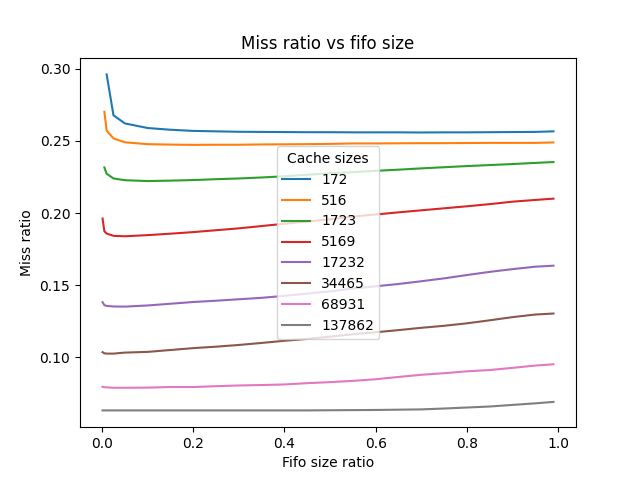 Miss ratio vs fifo size
0.30
0.25
0.20
0.15
0.10
Miss ratio
Cache sizes
172
516
1723
5169
17232
34465
68931
137862
0.0 0.2 0.4 0.6 0.8 1.0
Fifo size ratio